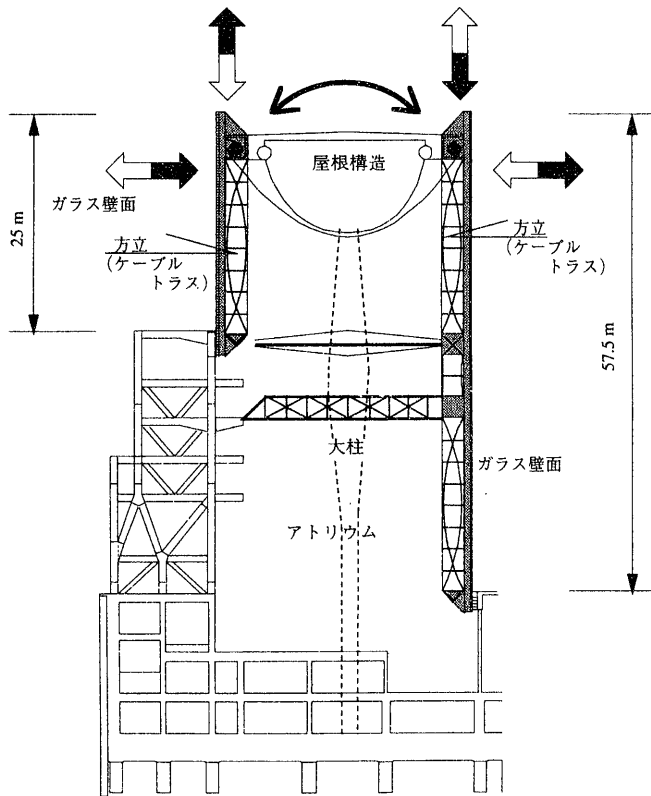 屋根構造
ガラス壁面
25 m
方立
(ケーブル
トラス)
方立
(ケーブル
トラス)
57.5 m
大柱
ガラス壁面
アトリウム